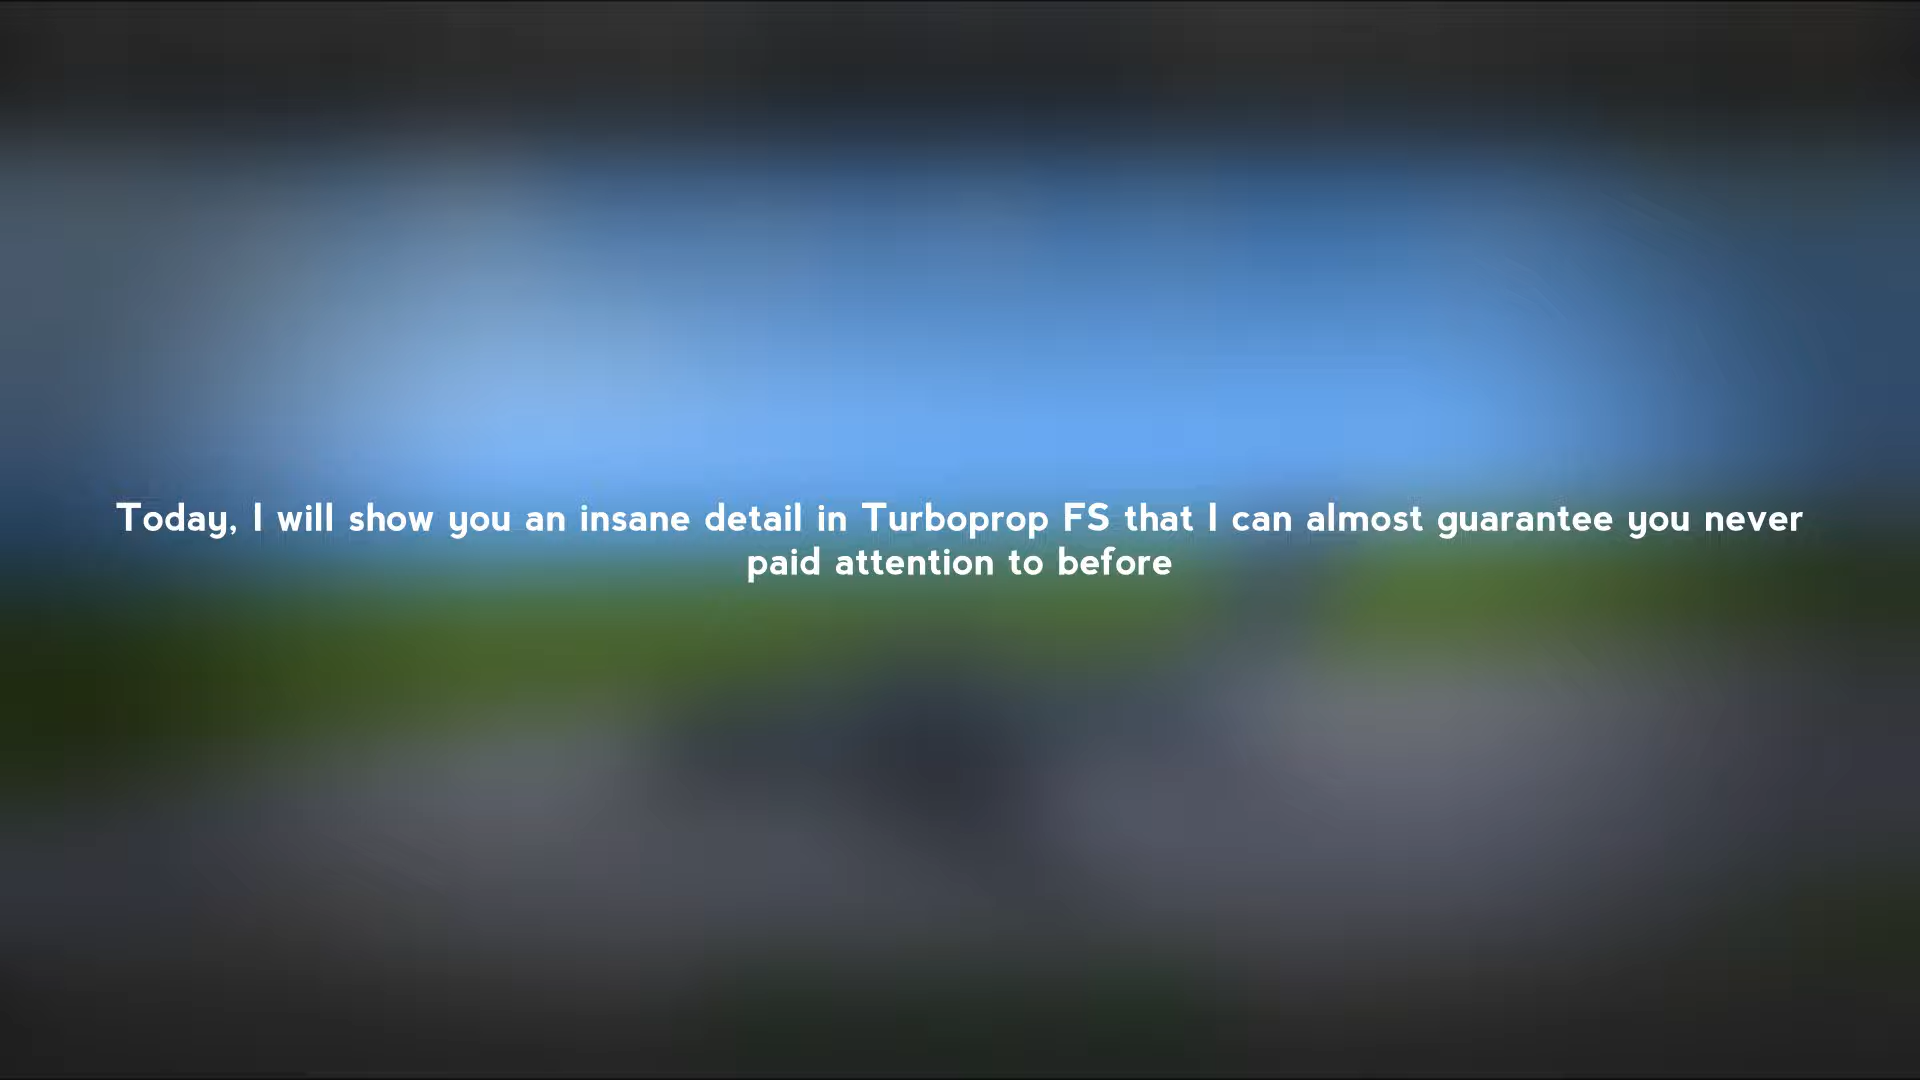 Today, I will show you an insane detail in Turboprop FS that I can almost guarantee you never
paid attention to before